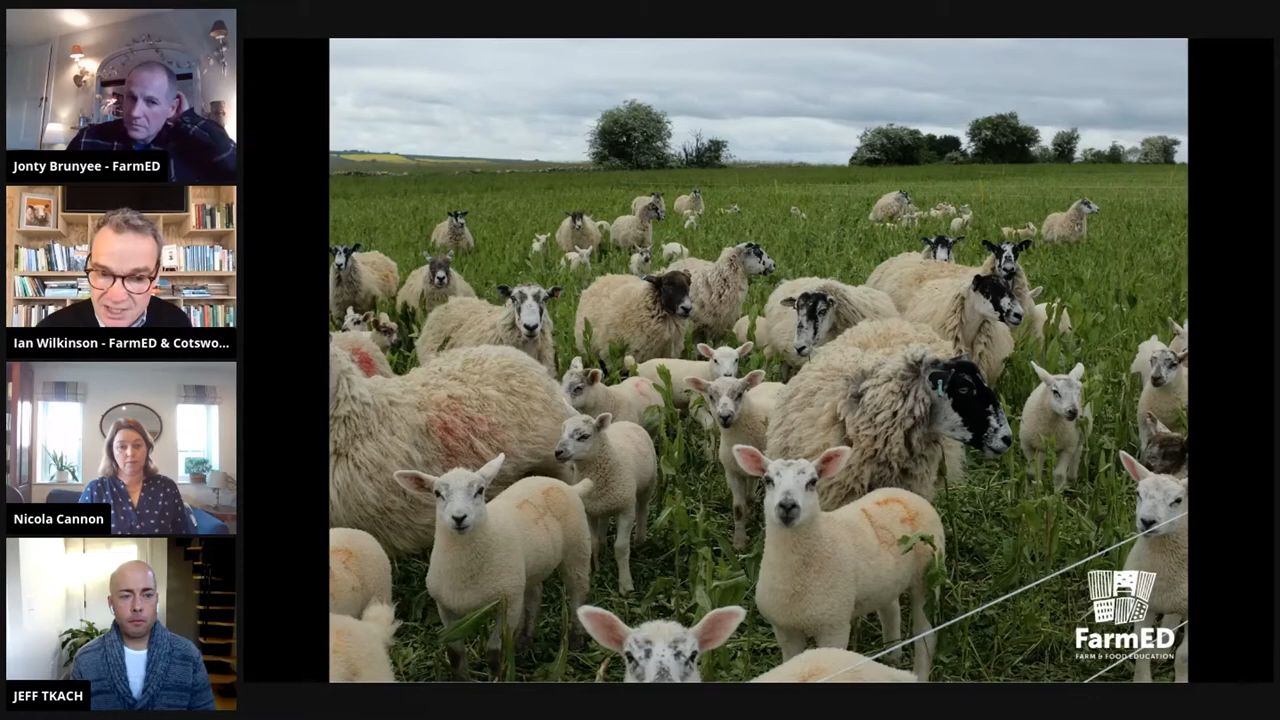 Jonty Brunyee - FarmED
Ian Wilkinson - FarmED & Cotswo...
Nicola Cannon
JEFF TKACH
FarmED
FARM & FOOD EDUCATION